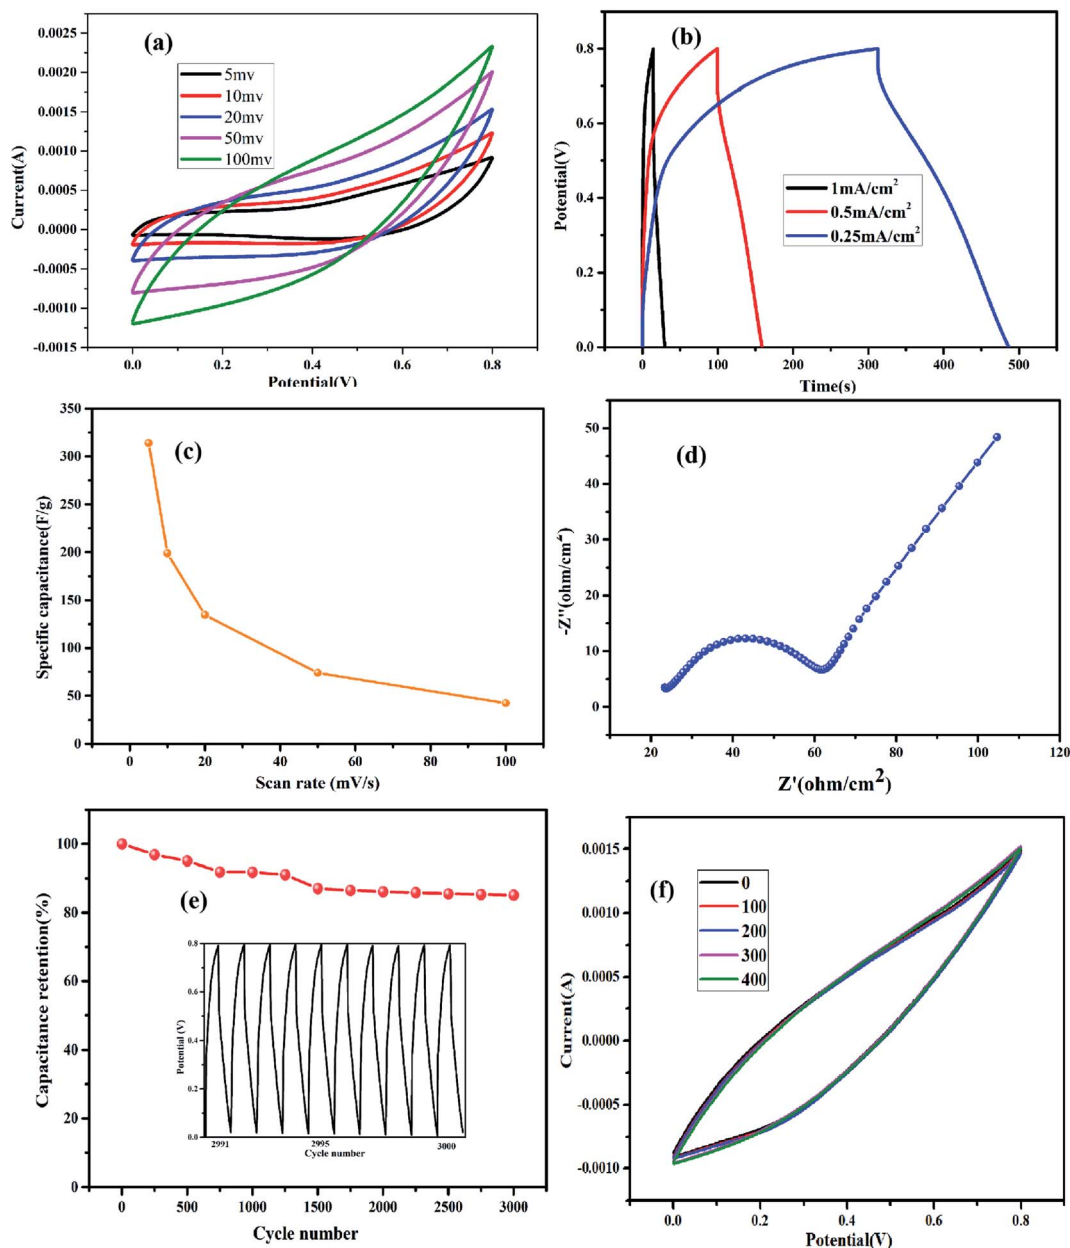 (a)
5mv
10mv
20mv
50mv
100mv
0.0025
0.0020
0.0015
0.0010
0.0005
0.0000
-0.0005
-0.0010
-0.0015
Current(A)
0.0 0.2 0.4 0.6 0.8
Potential(V)
(b)
0.8
0.6
0.4
0.2
0.0
Potential(V)
1mA/cm²
0.5mA/cm²
0.25mA/cm²
0 100 200 300 400 500
Time(s)
(c)
350
300
250
200
150
100
50
0
Specific capacitance(F/g)
0 20 40 60 80 100
Scan rate (mV/s)
(d)
50
40
30
20
10
0
-Z''(ohm/cm²)
20 40 60 80 100 120
Z'(ohm/cm²)
(e)
100
80
60
40
20
0
Capacitance retention(%)
0.8
0.6
0.4
0.2
0.0
Potential (V)
2991 2995 3000
Cycle number
0 500 1000 1500 2000 2500 3000
Cycle number
(f)
0
100
200
300
400
0.0015
0.0010
0.0005
0.0000
-0.0005
-0.0010
Current(A)
0.0 0.2 0.4 0.6 0.8
Potential(V)